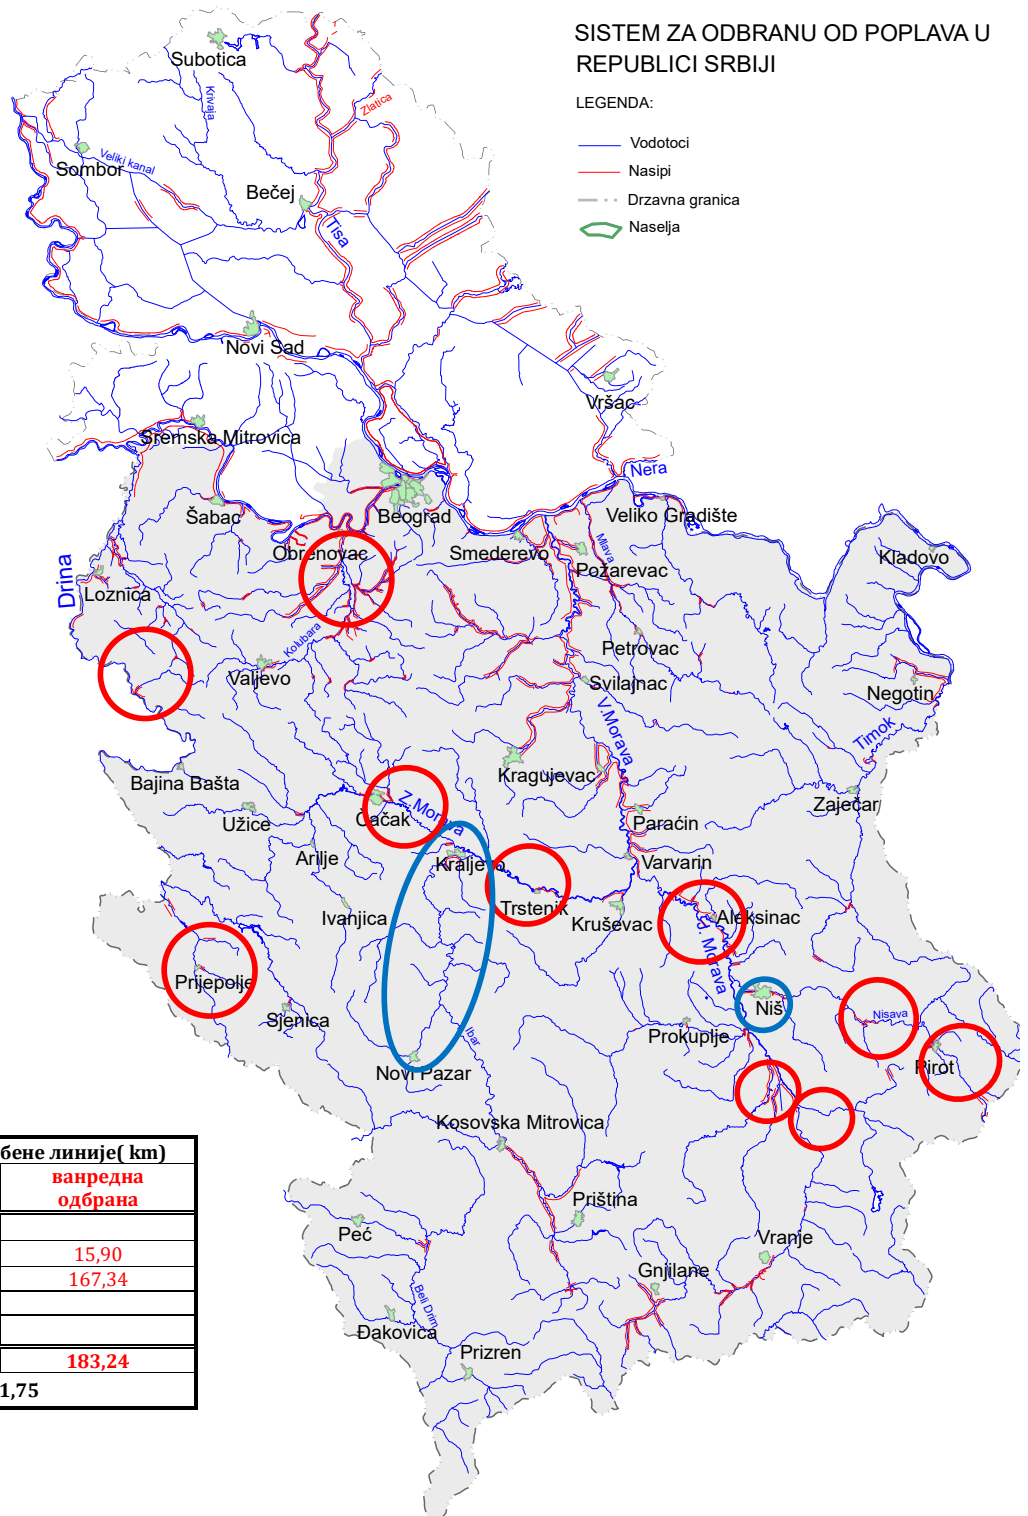 SISTEM ZA ODBRANU OD POPLAVA U
REPUBLICI SRBIJI
LEGENDA:
Vodotoci
Nasipi
Drzavna granica
Naselja
Subotica
Krivaja
Zlatica
Sombor
Veliki kanal
Bečej
Tisa
Novi Sad
Vršac
Sremska Mitrovica
Nera
Šabac
Beograd
Veliko Gradište
Obrenovac
Smederevo
Mlava
Požarevac
Kladovo
Drina
Loznica
Kolubara
Valjevo
Petrovac
Svilajnac
Negotin
V.Morava
Timok
Bajina Bašta
Kragujevac
Zaječar
Užice
Čačak
Z.Morava
Paraćin
Arilje
Kraljevo
Varvarin
Ivanjica
Trstenik
Kruševac
Aleksinac
J. Morava
Prijepolje
Niš
Nisava
Sjenica
Prokuplje
Pirot
Ibar
Novi Pazar
Kosovska Mitrovica
Priština
Peć
Vranje
Gnjilane
Beli Drim
Đakovica
Prizren
бене линије( km)
ванредна
одбрана
15,90
167,34
183,24
1,75